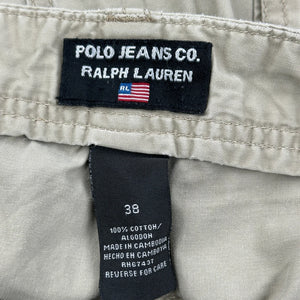 POLO JEANS CO.
RALPH LAUREN
RL
38
100% COTTON/
ALGODON
MADE IN CAMBODIA
HECHO EN CAMBOYA
RN67437
REVERSE FOR CARE